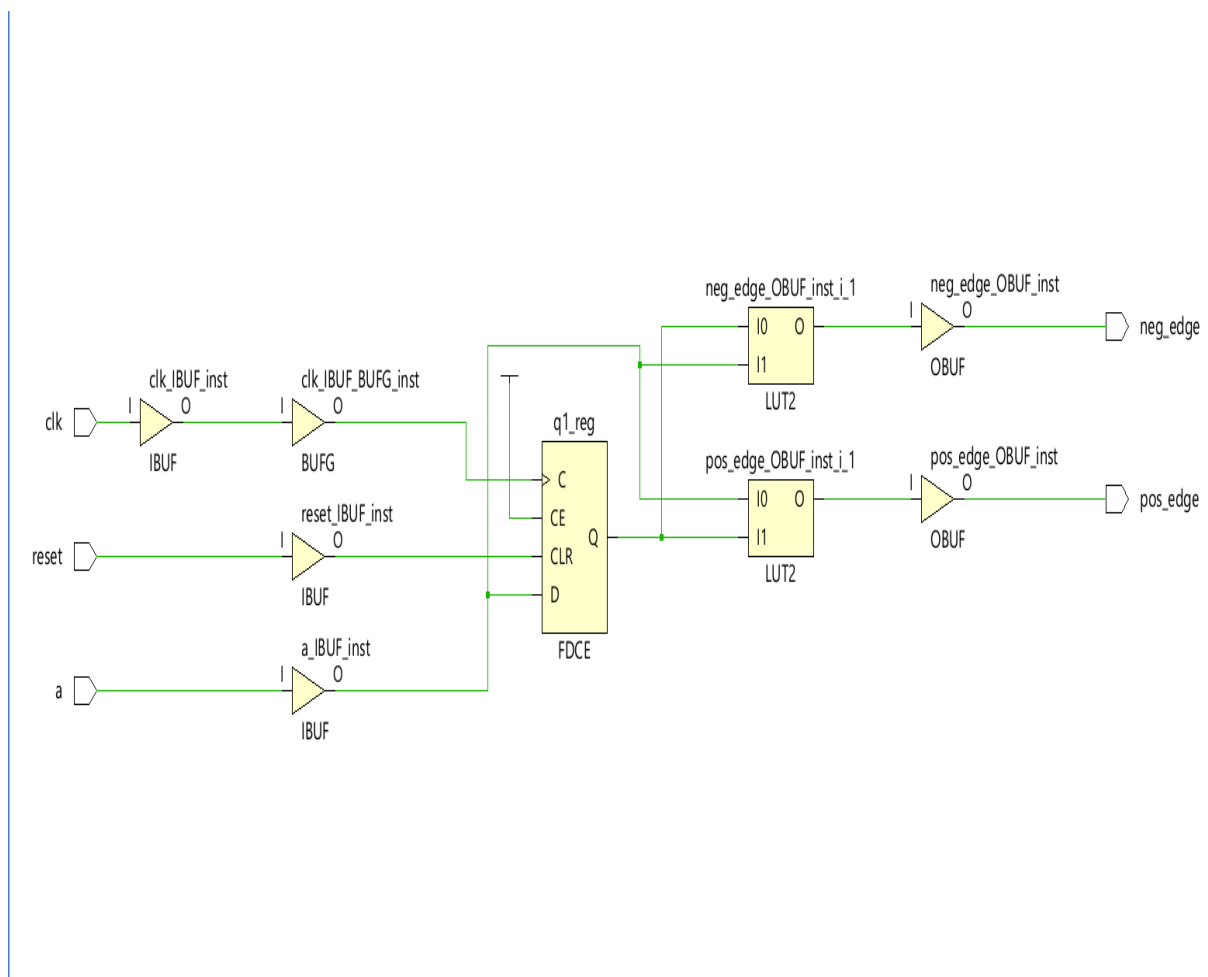 neg_edge_OBUF_inst_i_1
neg_edge_OBUF_inst
I0
O
I
O
neg_edge
I1
OBUF
LUT2
clk_IBUF_inst
clk_IBUF_BUFG_inst
clk
I
O
I
O
IBUF
BUFG
q1_reg
pos_edge_OBUF_inst_i_1
pos_edge_OBUF_inst
C
I0
O
I
O
pos_edge
reset_IBUF_inst
CE
I1
OBUF
reset
I
O
CLR
Q
LUT2
IBUF
D
FDCE
a_IBUF_inst
a
I
O
IBUF